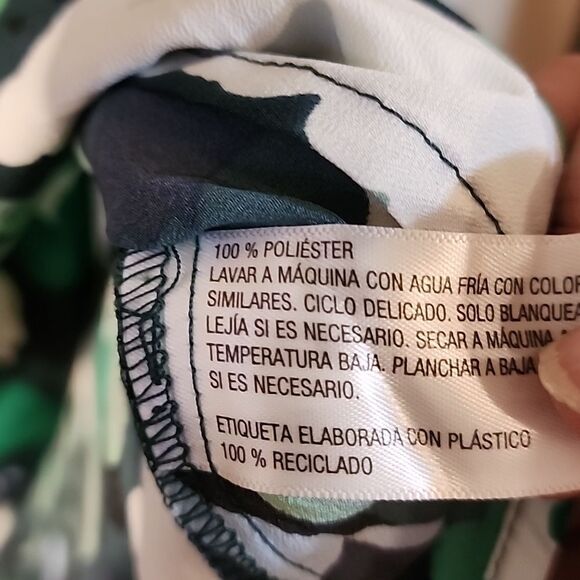 100 % POLIÉSTER
LAVAR A MÁQUINA CON AGUA FRÍA CON COLOR
SIMILARES. CICLO DELICADO. SOLO BLANQUEA
LEJÍA SI ES NECESARIO. SECAR A MÁQUINA
TEMPERATURA BAJA. PLANCHAR A BAJA
SI ES NECESARIO.
ETIQUETA ELABORADA CON PLÁSTICO
100 % RECICLADO